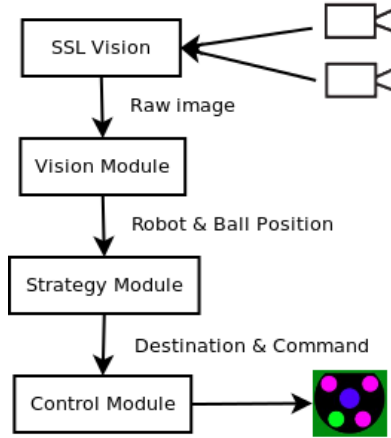 SSL Vision
Raw image
Vision Module
Robot & Ball Position
Strategy Module
Destination & Command
Control Module